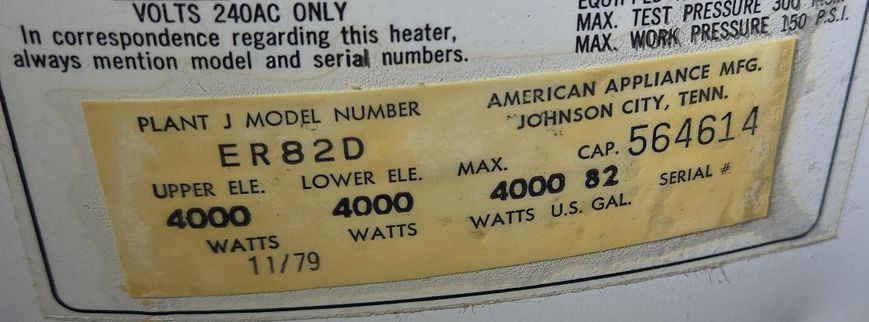 VOLTS 240AC ONLY
In correspondence regarding this heater,
always mention model and serial numbers.
MAX. TEST PRESSURE 300
MAX. WORK PRESSURE 150 P.S.I.
PLANT J MODEL NUMBER
ER82D
AMERICAN APPLIANCE MFG.
JOHNSON CITY, TENN.
UPPER ELE. LOWER ELE. MAX. CAP. 564614
4000 4000 4000 82 SERIAL #
WATTS WATTS WATTS U.S. GAL.
11/79